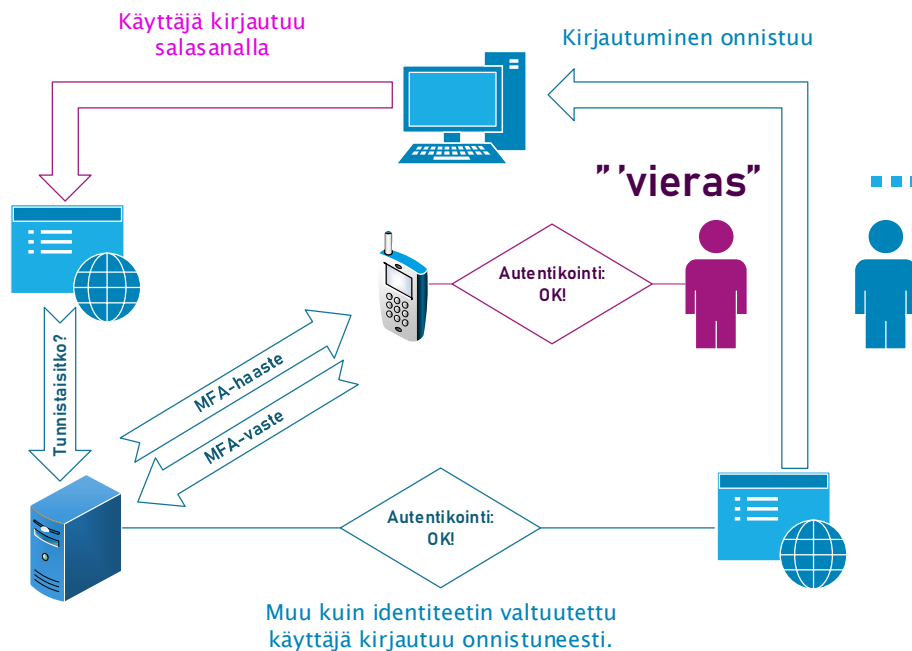 Käyttäjä kirjautuu
salasanalla
Kirjautuminen onnistuu
" 'vieras"
Autentikointi:
OK!
Tunnistaisitko?
MFA-haaste
MFA-vaste
Autentikointi:
OK!
Muu kuin identiteetin valtuutettu
käyttäjä kirjautuu onnistuneesti.